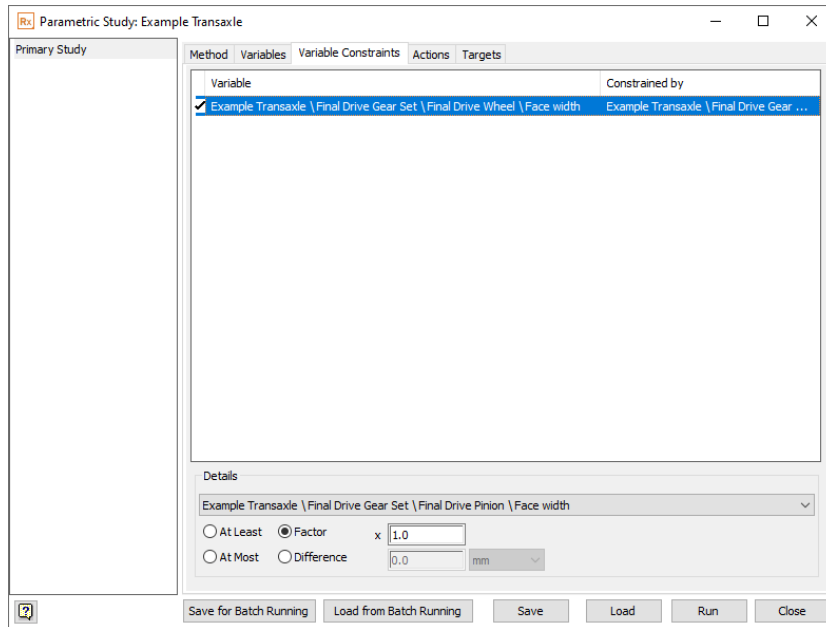 Rx Parametric Study: Example Transaxle
Primary Study
Method Variables Variable Constraints Actions Targets
Variable Constrained by
Example Transaxle \Final Drive Gear Set \Final Drive Wheel \Face width Example Transaxle \Final Drive Gear ...
Details
Example Transaxle \Final Drive Gear Set \Final Drive Pinion \Face width
At Least Factor x 1.0
At Most Difference 0.0 mm
? Save for Batch Running Load from Batch Running Save Load Run Close